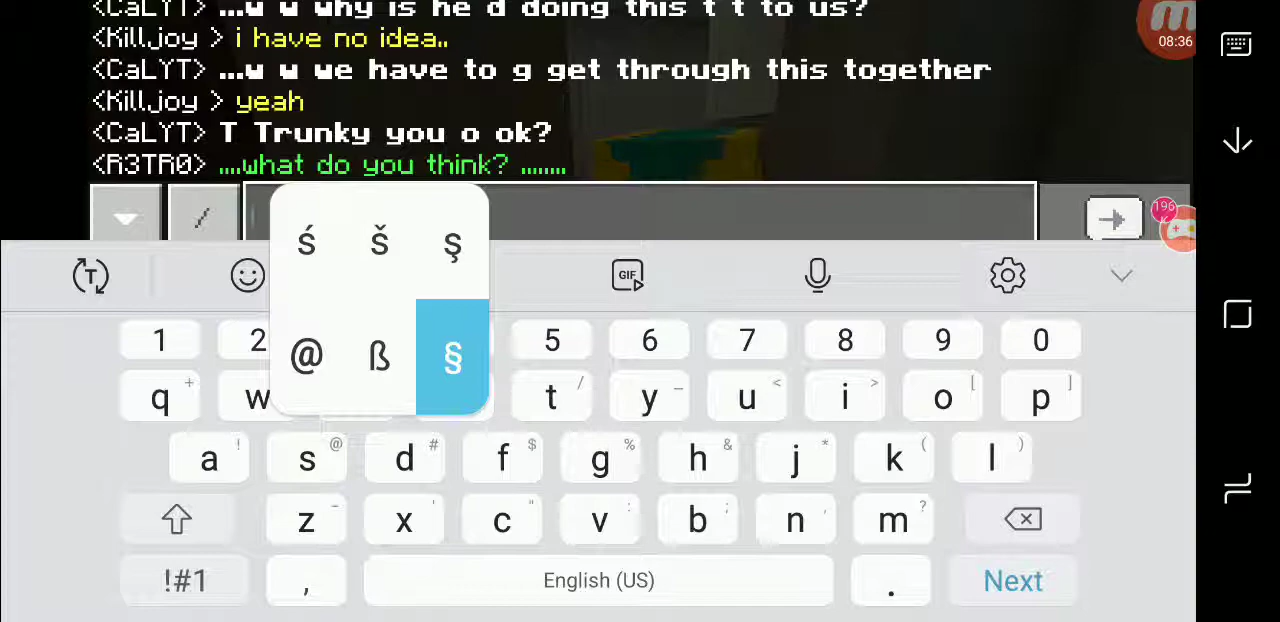 <CaLYT> ...w w why is he d doing this t t to us?
<Killjoy > i have no idea..
<CaLYT> ...w w we have to g get through this together
<Killjoy > yeah
<CaLYT> T Trunky you o ok?
<R3TR0> ....what do you think? ........
08:36
/
196
K
ś š ş
T GIF
@ ß §
1 2 5 6 7 8 9 0
q + w t / y _ u < i > o [ p ]
a ! s @ d # f $ g % h & j * k ( l )
z - x ' c " v : b ; n , m ?
!#1 , English (US) . Next